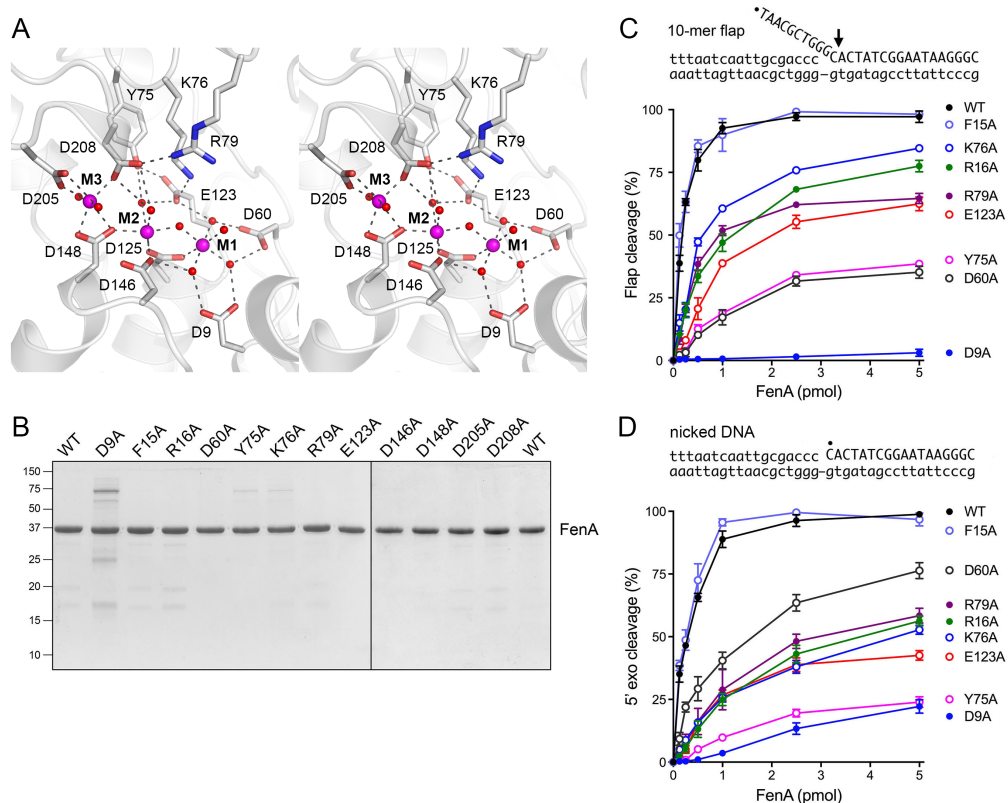 A
Y75
K76
D208
R79
M3
E123
D205
M2
D60
D125
M1
D148
D146
D9
Y75
K76
D208
R79
M3
E123
D205
M2
D60
D125
M1
D148
D146
D9
B
WT D9A F15A R16A D60A Y75A K76A R79A E123A D146A D148A D205A D208A WT
150
75
50
37
25
20
15
10
FenA
C
10-mer flap
•TAACGCTGGGCACTATCGGAATAAGGGC
tttaatcaattgcgaccc
aaattagttaacgctggg–gtgatagccttattcccg
Flap cleavage (%)
100
75
50
25
0
0 1 2 3 4 5
FenA (pmol)
WT
F15A
K76A
R16A
R79A
E123A
Y75A
D60A
D9A
D
nicked DNA
tttaatcaattgcgaccc CACTATCGGAATAAGGGC
aaattagttaacgctggg–gtgatagccttattcccg
5' exo cleavage (%)
100
75
50
25
0
0 1 2 3 4 5
FenA (pmol)
WT
F15A
D60A
R79A
R16A
K76A
E123A
Y75A
D9A